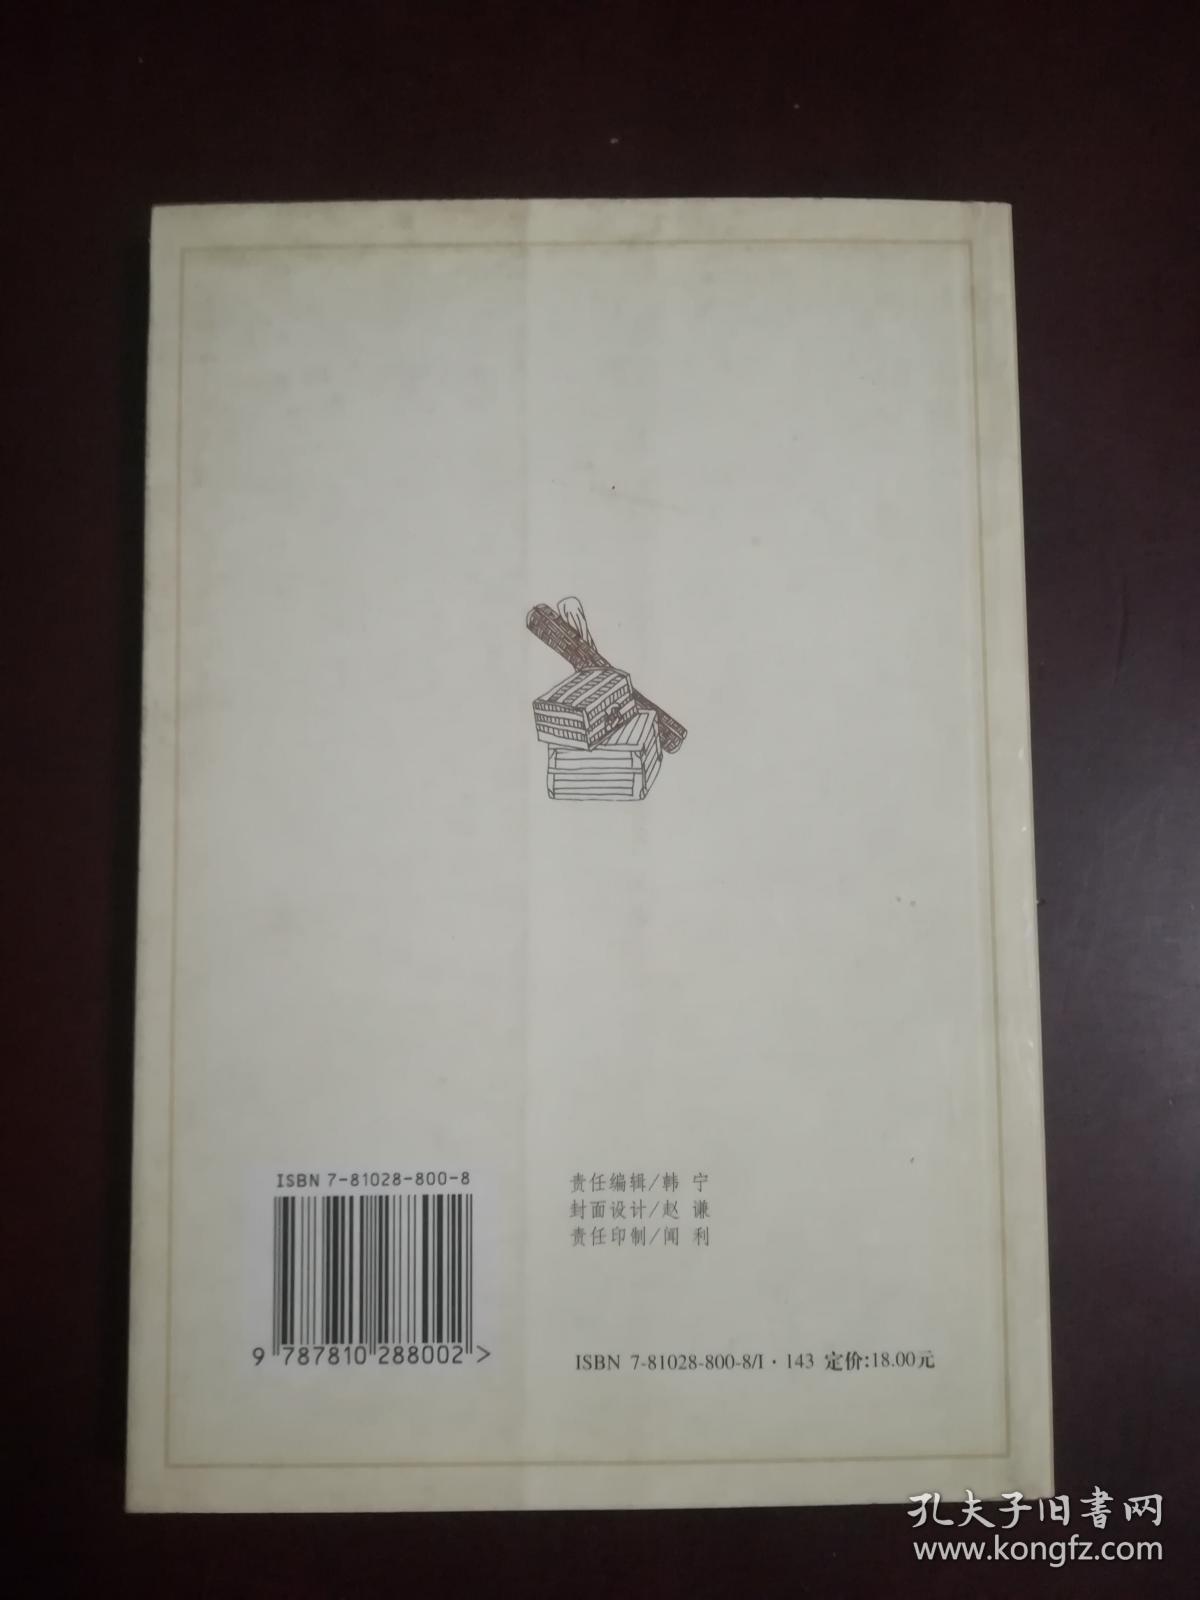 ISBN 7-81028-800-8
9 787810 288002 >
责任编辑/韩 宁
封面设计/赵 谦
责任印制/闻 利
ISBN 7-81028-800-8/I·143 定价:18.00元
孔夫子旧書网
www.kongfz.com